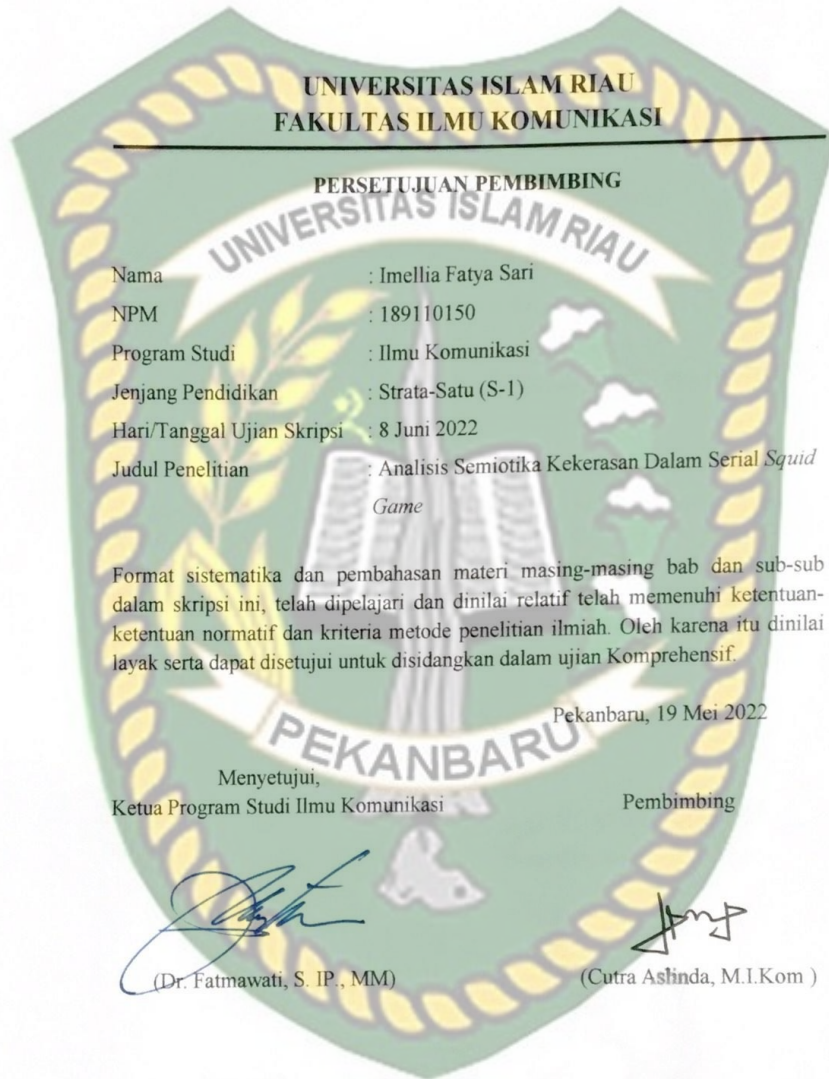 UNIVERSITAS ISLAM RIAU
FAKULTAS ILMU KOMUNIKASI
PERSETUJUAN PEMBIMBING
UNIVERSITAS ISLAM RIAU
Nama : Imellia Fatya Sari
NPM : 189110150
Program Studi : Ilmu Komunikasi
Jenjang Pendidikan : Strata-Satu (S-1)
Hari/Tanggal Ujian Skripsi : 8 Juni 2022
Judul Penelitian : Analisis Semiotika Kekerasan Dalam Serial Squid
Game
Format sistematika dan pembahasan materi masing-masing bab dan sub-sub
dalam skripsi ini, telah dipelajari dan dinilai relatif telah memenuhi ketentuan-
ketentuan normatif dan kriteria metode penelitian ilmiah. Oleh karena itu dinilai
layak serta dapat disetujui untuk disidangkan dalam ujian Komprehensif.
Pekanbaru, 19 Mei 2022
PEKANBARU
Menyetujui,
Ketua Program Studi Ilmu Komunikasi Pembimbing
(Dr. Fatmawati, S. IP., MM) (Cutra Aslinda, M.I.Kom )